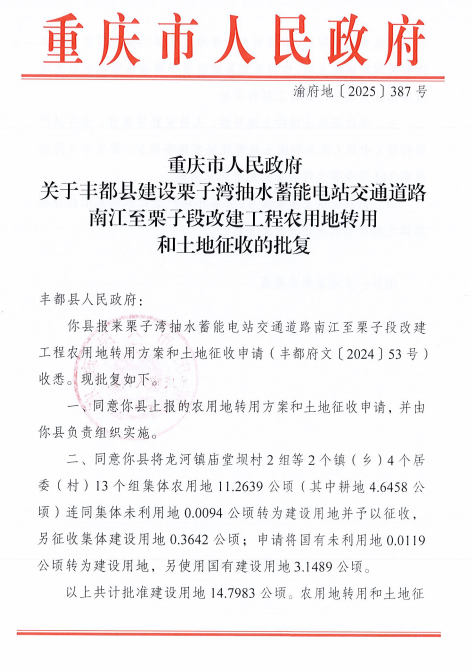 重庆市人民政府
渝府地〔2025〕387号
重庆市人民政府
关于丰都县建设栗子湾抽水蓄能电站交通道路
南江至栗子段改建工程农用地转用
和土地征收的批复
丰都县人民政府：
你县报来栗子湾抽水蓄能电站交通道路南江至栗子段改建
工程农用地转用方案和土地征收申请（丰都府文〔2024〕53号）
收悉。现批复如下。
一、同意你县上报的农用地转用方案和土地征收申请，并由
你县负责组织实施。
二、同意你县将龙河镇庙堂坝村2组等2个镇（乡）4个居
委（村）13个组集体农用地11.2639公顷（其中耕地4.6458公
顷）连同集体未利用地0.0094公顷转为建设用地并予以征收，
另征收集体建设用地0.3642公顷；申请将国有未利用地0.0119
公顷转为建设用地，另使用国有建设用地3.1489公顷。
以上共计批准建设用地14.7983公顷。农用地转用和土地征